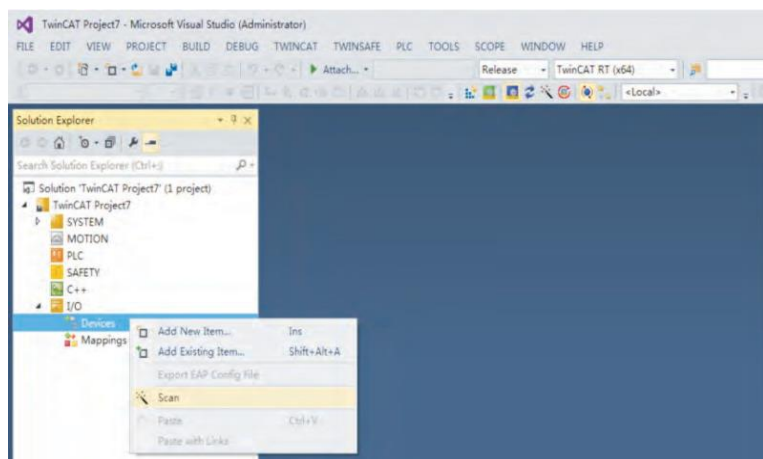 TwinCAT Project7 - Microsoft Visual Studio (Administrator)
FILE EDIT VIEW PROJECT BUILD DEBUG TWINCAT TWINSAFE PLC TOOLS SCOPE WINDOW HELP
Attach... Release TwinCAT RT (x64)
<Local>
Solution Explorer
Search Solution Explorer (Ctrl+;)
Solution 'TwinCAT Project7' (1 project)
TwinCAT Project7
SYSTEM
MOTION
PLC
SAFETY
C++
I/O
Devices
Mappings
Add New Item... Ins
Add Existing Item... Shift+Alt+A
Export EAP Config File
Scan
Paste Ctrl+V
Paste with Links